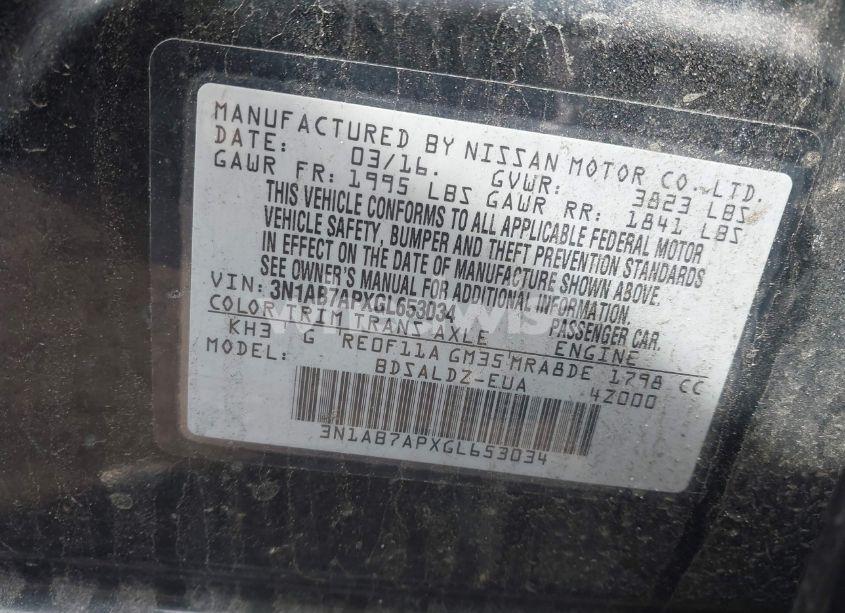 MANUFACTURED BY NISSAN MOTOR CO.,LTD.
DATE: 03/16. GVWR: 3823 LBS
GAWR FR: 1995 LBS GAWR RR: 1841 LBS
THIS VEHICLE CONFORMS TO ALL APPLICABLE FEDERAL MOTOR
VEHICLE SAFETY, BUMPER AND THEFT PREVENTION STANDARDS
IN EFFECT ON THE DATE OF MANUFACTURE SHOWN ABOVE.
SEE OWNER'S MANUAL FOR ADDITIONAL INFORMATION.
VIN: 3N1AB7APXGL653034 PASSENGER CAR.
COLOR TRIM TRANS AXLE ENGINE
KH3 G RE0F11A GM35 MRA8DE 1798 CC
MODEL: BDSALDZ-EUA 4Z000
3N1AB7APXGL653034